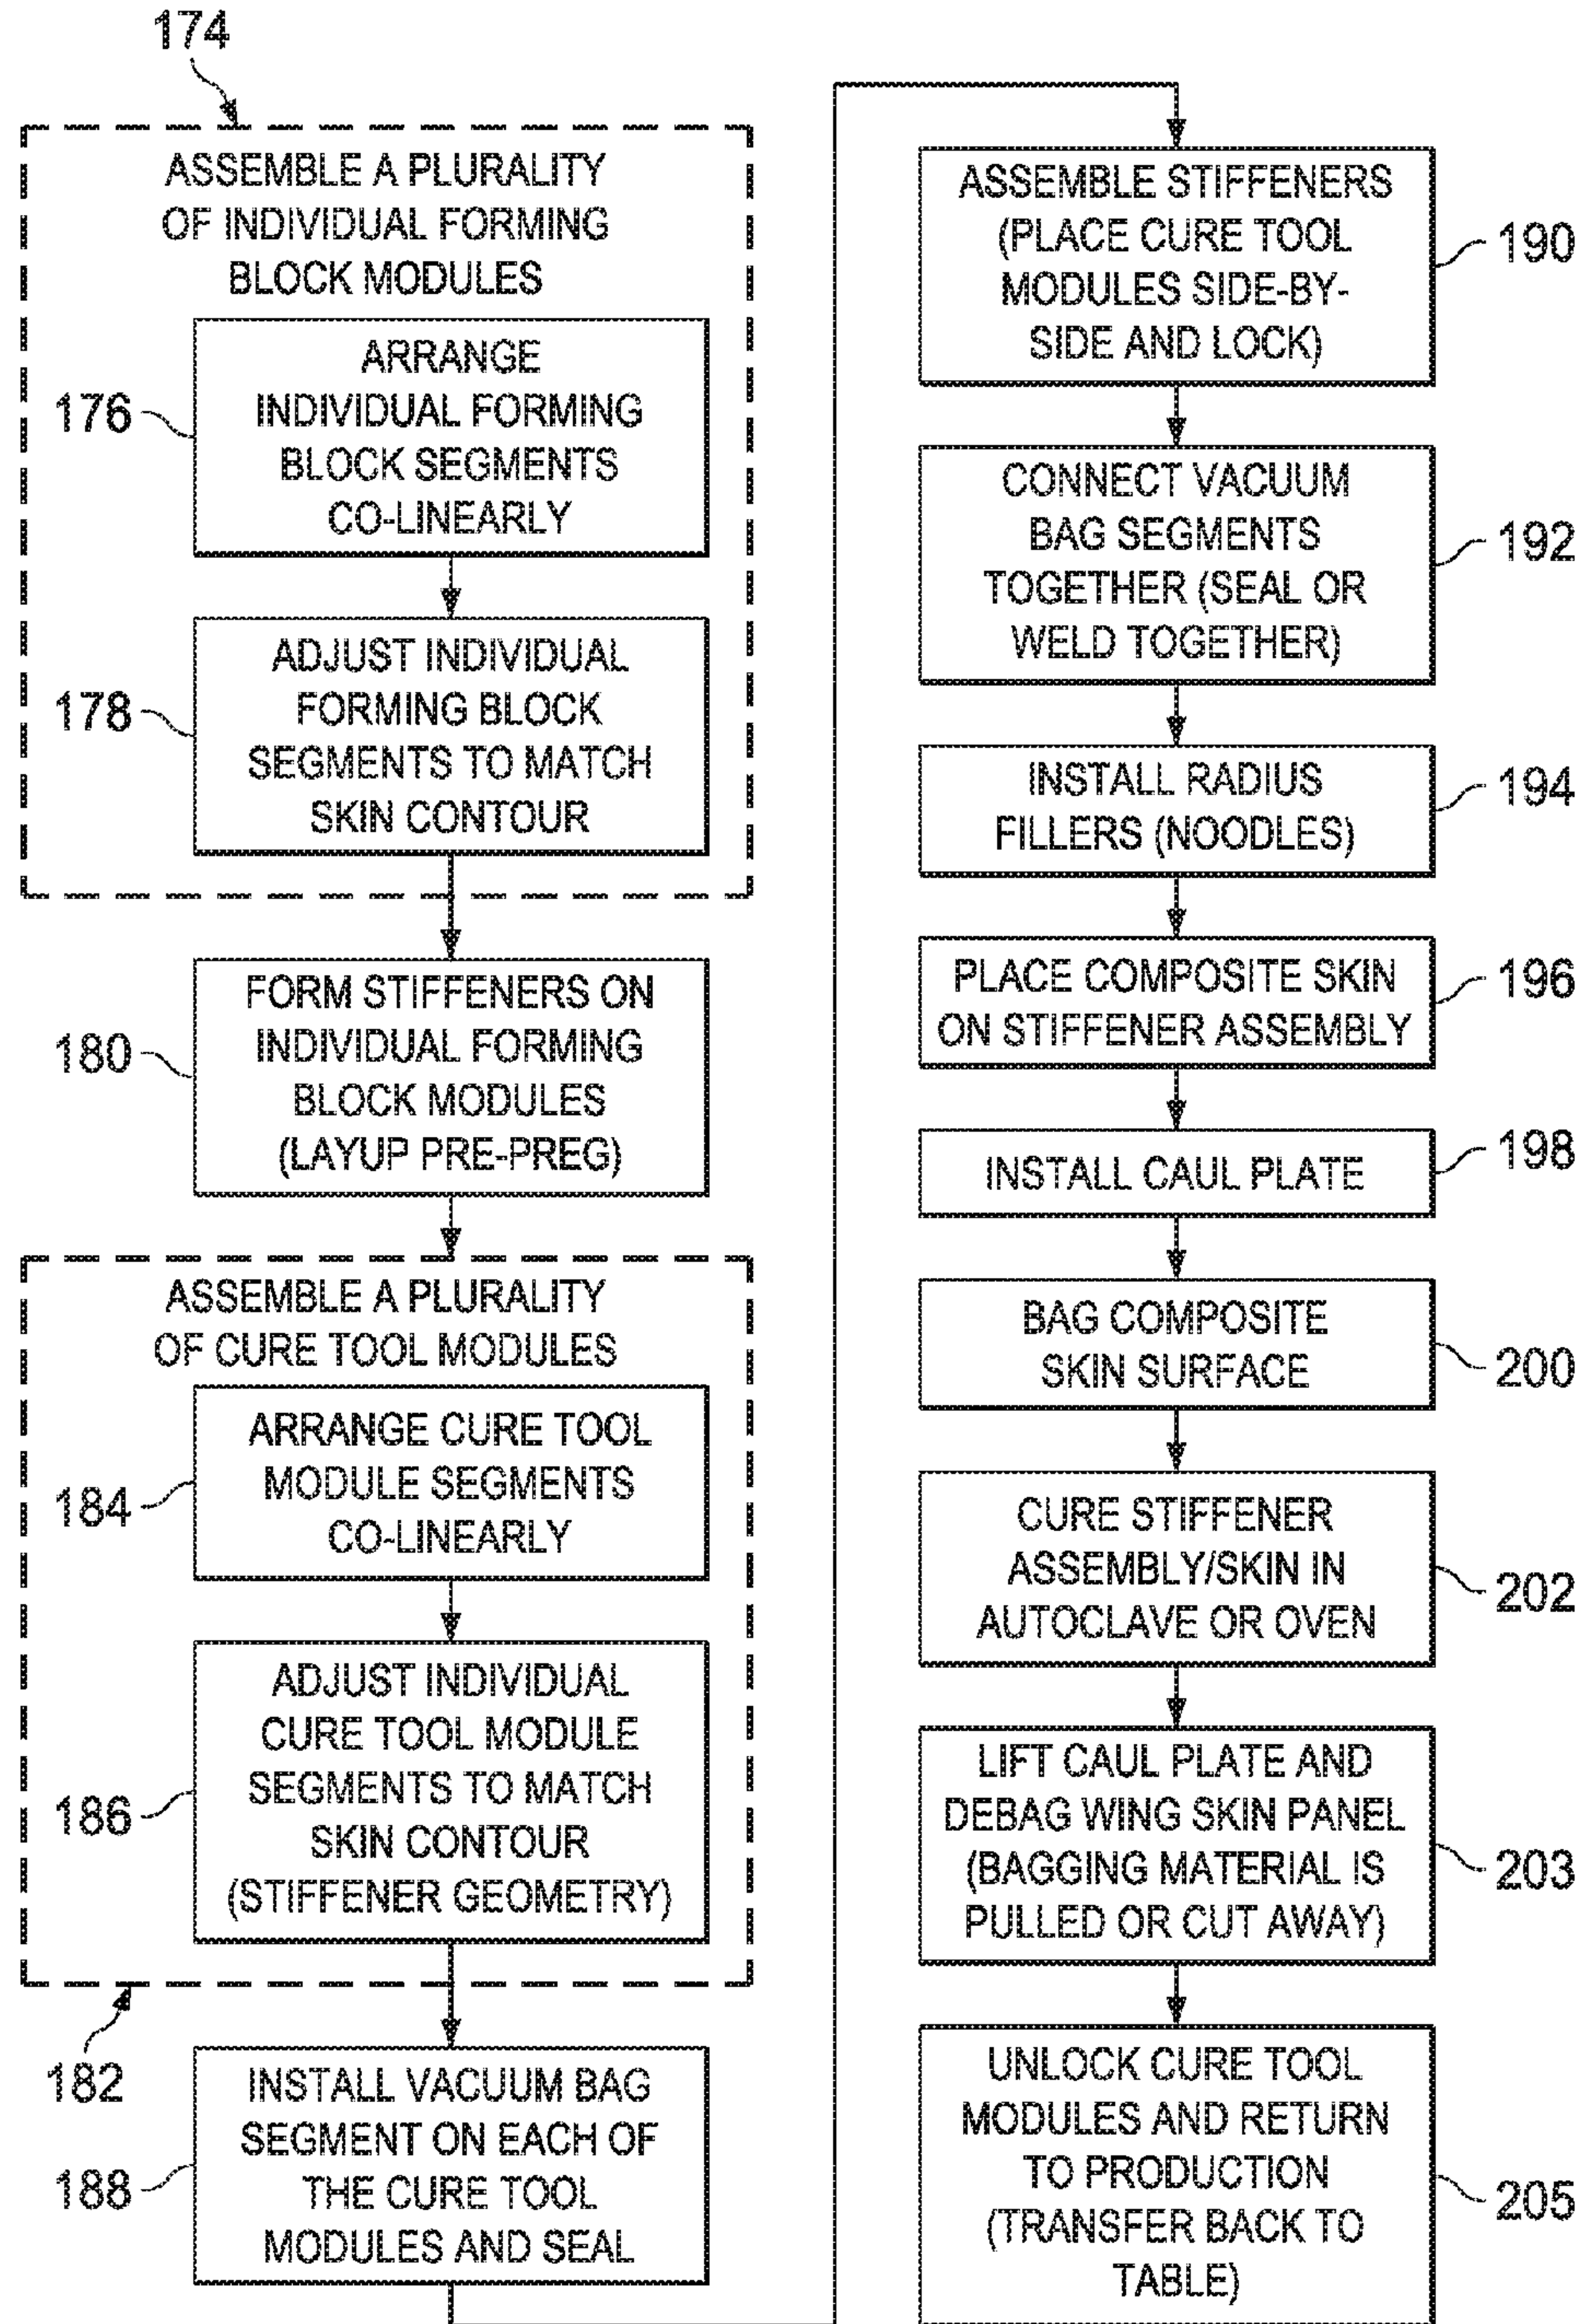 174
ASSEMBLE A PLURALITY
OF INDIVIDUAL FORMING
BLOCK MODULES
176
ARRANGE
INDIVIDUAL FORMING
BLOCK SEGMENTS
CO-LINEARLY
178
ADJUST INDIVIDUAL
FORMING BLOCK
SEGMENTS TO MATCH
SKIN CONTOUR
180
FORM STIFFENERS ON
INDIVIDUAL FORMING
BLOCK MODULES
(LAYUP PRE-PREG)
ASSEMBLE A PLURALITY
OF CURE TOOL MODULES
184
ARRANGE CURE TOOL
MODULE SEGMENTS
CO-LINEARLY
186
ADJUST INDIVIDUAL
CURE TOOL MODULE
SEGMENTS TO MATCH
SKIN CONTOUR
(STIFFENER GEOMETRY)
182
188
INSTALL VACUUM BAG
SEGMENT ON EACH OF
THE CURE TOOL
MODULES AND SEAL
ASSEMBLE STIFFENERS
(PLACE CURE TOOL
MODULES SIDE-BY-
SIDE AND LOCK)
190
CONNECT VACUUM
BAG SEGMENTS
TOGETHER (SEAL OR
WELD TOGETHER)
192
INSTALL RADIUS
FILLERS (NOODLES)
194
PLACE COMPOSITE SKIN
ON STIFFENER ASSEMBLY
196
INSTALL CAUL PLATE
198
BAG COMPOSITE
SKIN SURFACE
200
CURE STIFFENER
ASSEMBLY/SKIN IN
AUTOCLAVE OR OVEN
202
LIFT CAUL PLATE AND
DEBAG WING SKIN PANEL
(BAGGING MATERIAL IS
PULLED OR CUT AWAY)
203
UNLOCK CURE TOOL
MODULES AND RETURN
TO PRODUCTION
(TRANSFER BACK TO
TABLE)
205